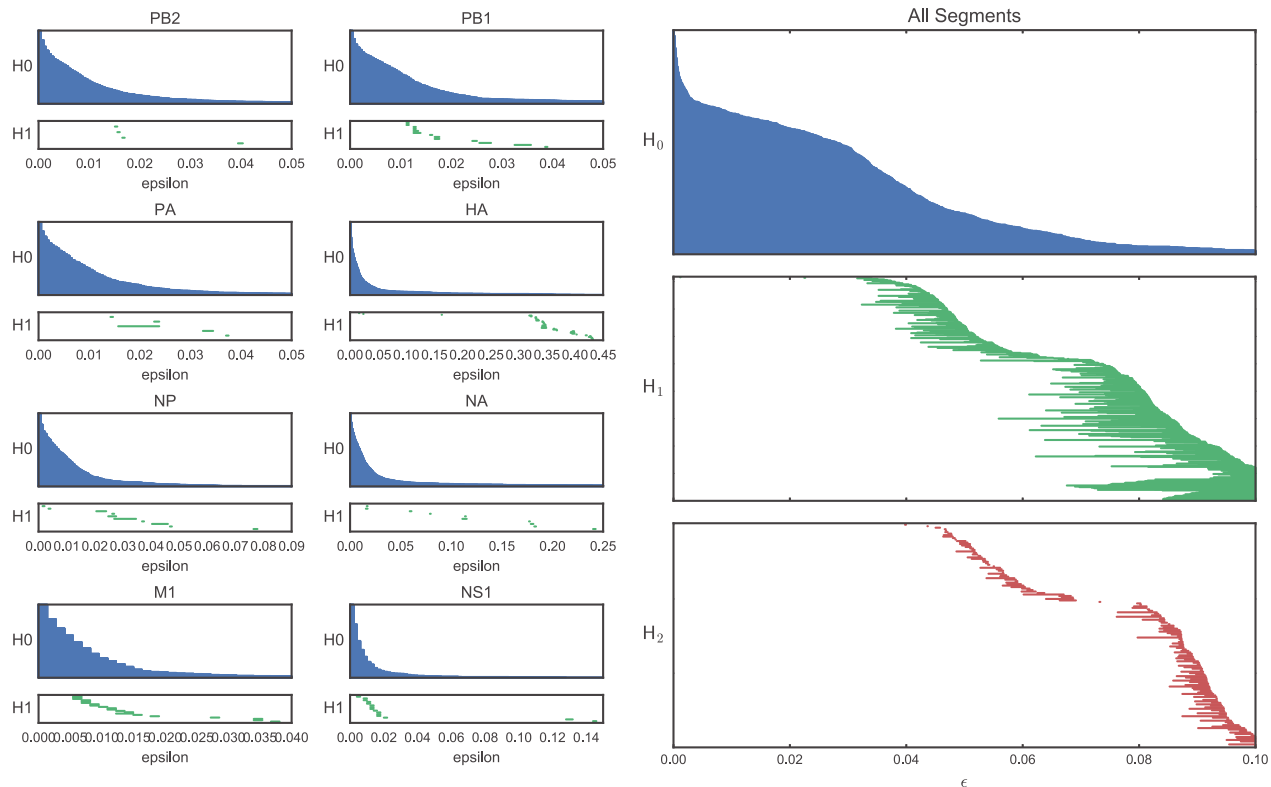 PB2
H0
H1
0.00 0.01 0.02 0.03 0.04 0.05
epsilon
PB1
H0
H1
0.00 0.01 0.02 0.03 0.04 0.05
epsilon
PA
H0
H1
0.00 0.01 0.02 0.03 0.04 0.05
epsilon
HA
H0
H1
0.00 0.05 0.10 0.15 0.20 0.25 0.30 0.35 0.40 0.45
epsilon
NP
H0
H1
0.00 0.01 0.02 0.03 0.04 0.05 0.06 0.07 0.08 0.09
epsilon
NA
H0
H1
0.00 0.05 0.10 0.15 0.20 0.25
epsilon
M1
H0
H1
0.000 0.005 0.010 0.015 0.020 0.025 0.030 0.035 0.040
epsilon
NS1
H0
H1
0.00 0.02 0.04 0.06 0.08 0.10 0.12 0.14
epsilon
All Segments
H₀
H₁
H₂
0.00 0.02 0.04 0.06 0.08 0.10
ϵ